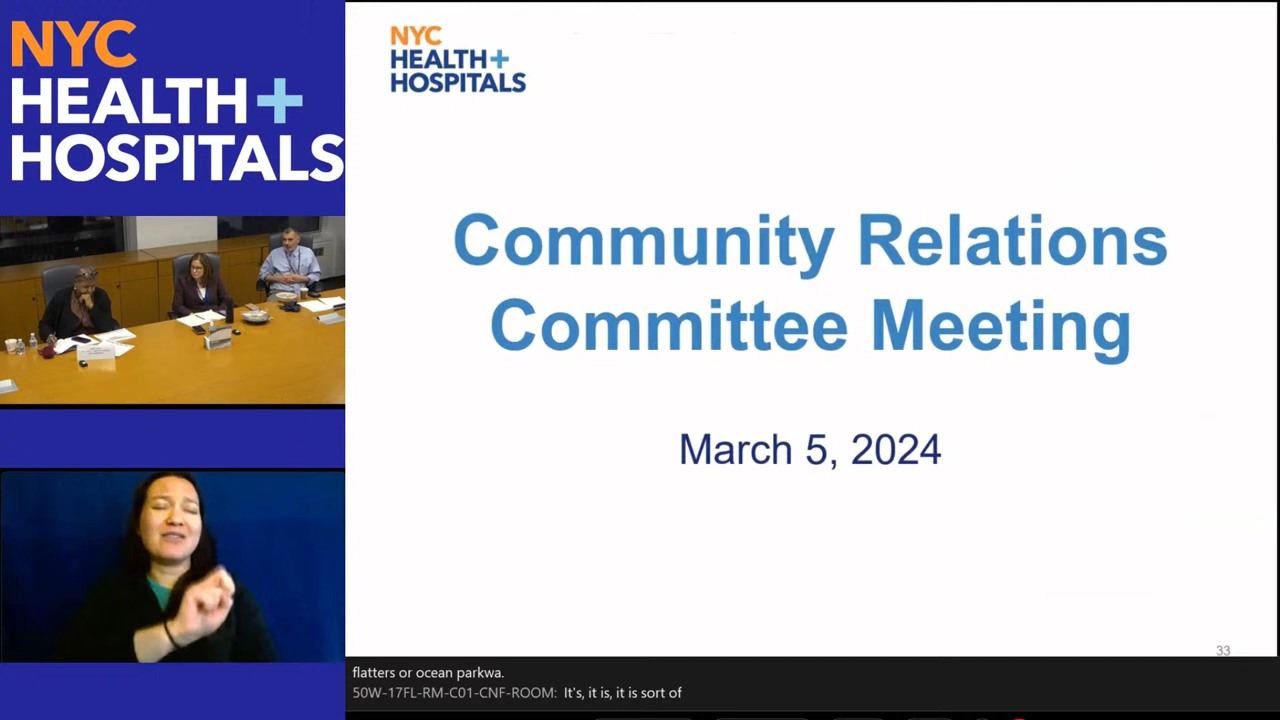 NYC
HEALTH+
HOSPITALS
NYC
HEALTH+
HOSPITALS
Community Relations
Committee Meeting
March 5, 2024
33
flatters or ocean parkwa.
50W-17FL-RM-C01-CNF-ROOM: It's, it is, it is sort of